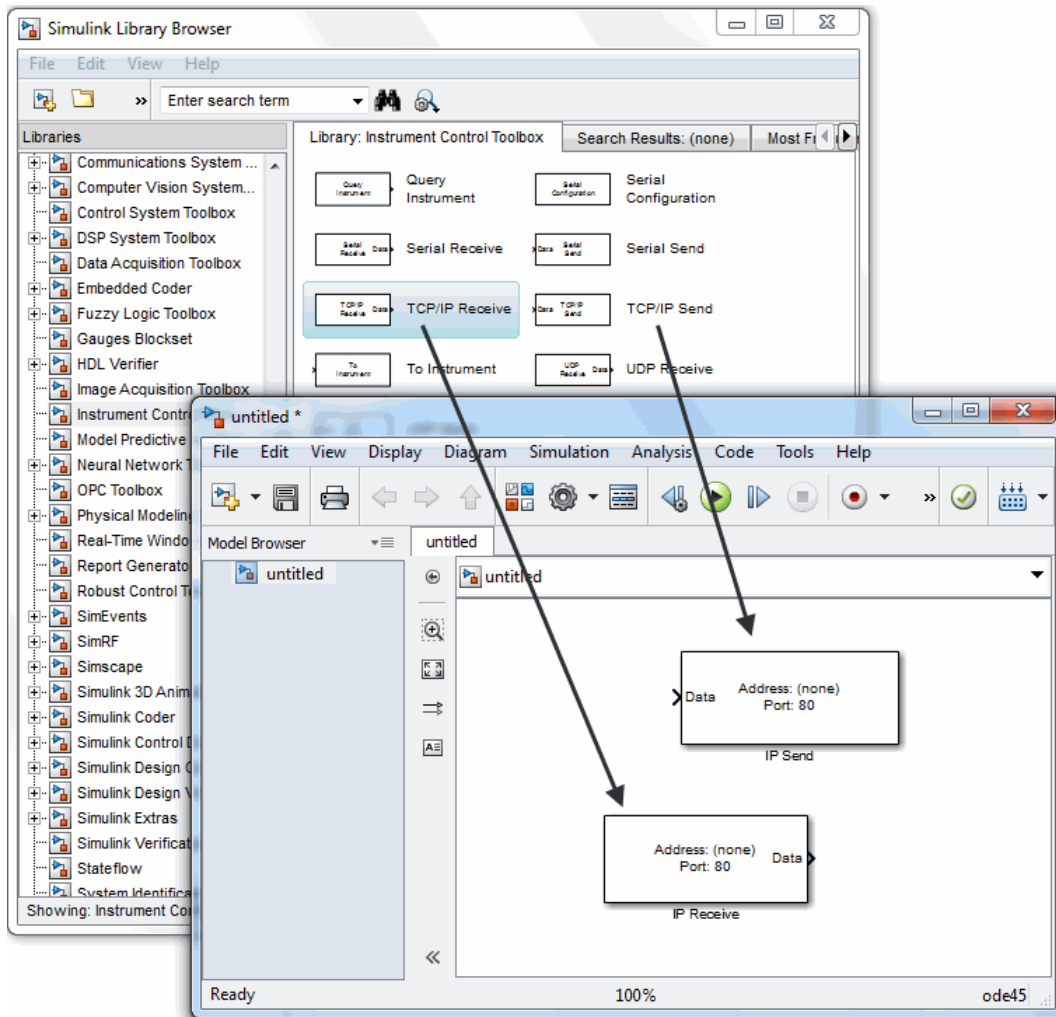 Simulink Library Browser
File Edit View Help
» Enter search term
Libraries
Library: Instrument Control Toolbox
Search Results: (none)
Most Fr
Communications System ...
Computer Vision System...
Control System Toolbox
DSP System Toolbox
Data Acquisition Toolbox
Embedded Coder
Fuzzy Logic Toolbox
Gauges Blockset
HDL Verifier
Image Acquisition Toolbox
Instrument Contr
Model Predictive
Neural Network T
OPC Toolbox
Physical Modeling
Real-Time Windo
Report Generato
Robust Control T
SimEvents
SimRF
Simscape
Simulink 3D Anim
Simulink Coder
Simulink Control D
Simulink Design O
Simulink Design V
Simulink Extras
Simulink Verificat
Stateflow
System Identifica
Showing: Instrument Co
Query
Instrument
Query
Instrument
Serial
Configuration
Serial
Configuration
Serial
Receive Data
Serial Receive
Data Serial
Send
Serial Send
TCP/IP
Receive Data
TCP/IP Receive
Data TCP/IP
Send
TCP/IP Send
To
Instrument
To Instrument
UDP
Receive Data
UDP Receive
untitled *
File Edit View Display Diagram Simulation Analysis Code Tools Help
»
Model Browser
untitled
untitled
untitled
Data
Address: (none)
Port: 80
IP Send
Address: (none)
Port: 80
Data
IP Receive
Ready
100%
ode45